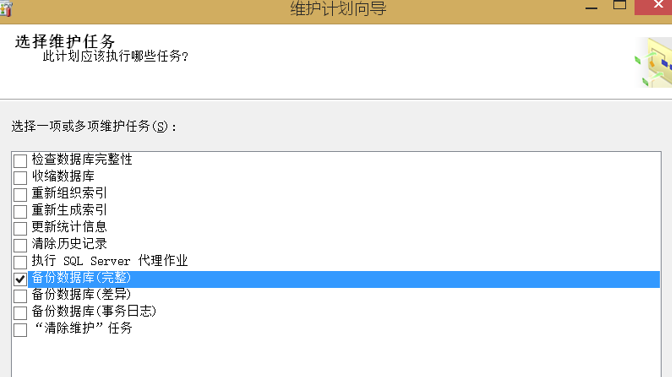 维护计划向导
选择维护任务
此计划应该执行哪些任务?
选择一项或多项维护任务(S):
检查数据库完整性
收缩数据库
重新组织索引
重新生成索引
更新统计信息
清除历史记录
执行 SQL Server 代理作业
备份数据库(完整)
备份数据库(差异)
备份数据库(事务日志)
“清除维护”任务